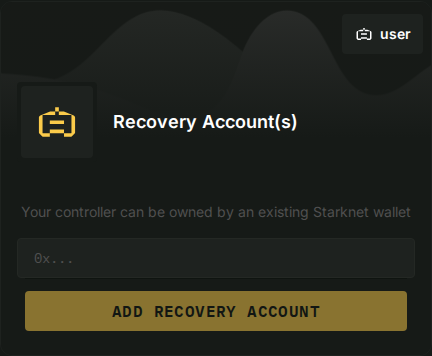 user
Recovery Account(s)
Your controller can be owned by an existing Starknet wallet
0x...
ADD RECOVERY ACCOUNT